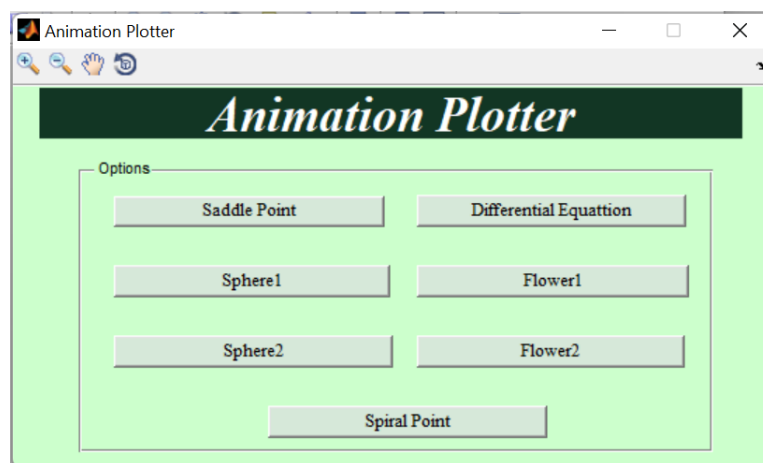 Animation Plotter
Animation Plotter
Options
Saddle Point Differential Equattion
Sphere1 Flower1
Sphere2 Flower2
Spiral Point